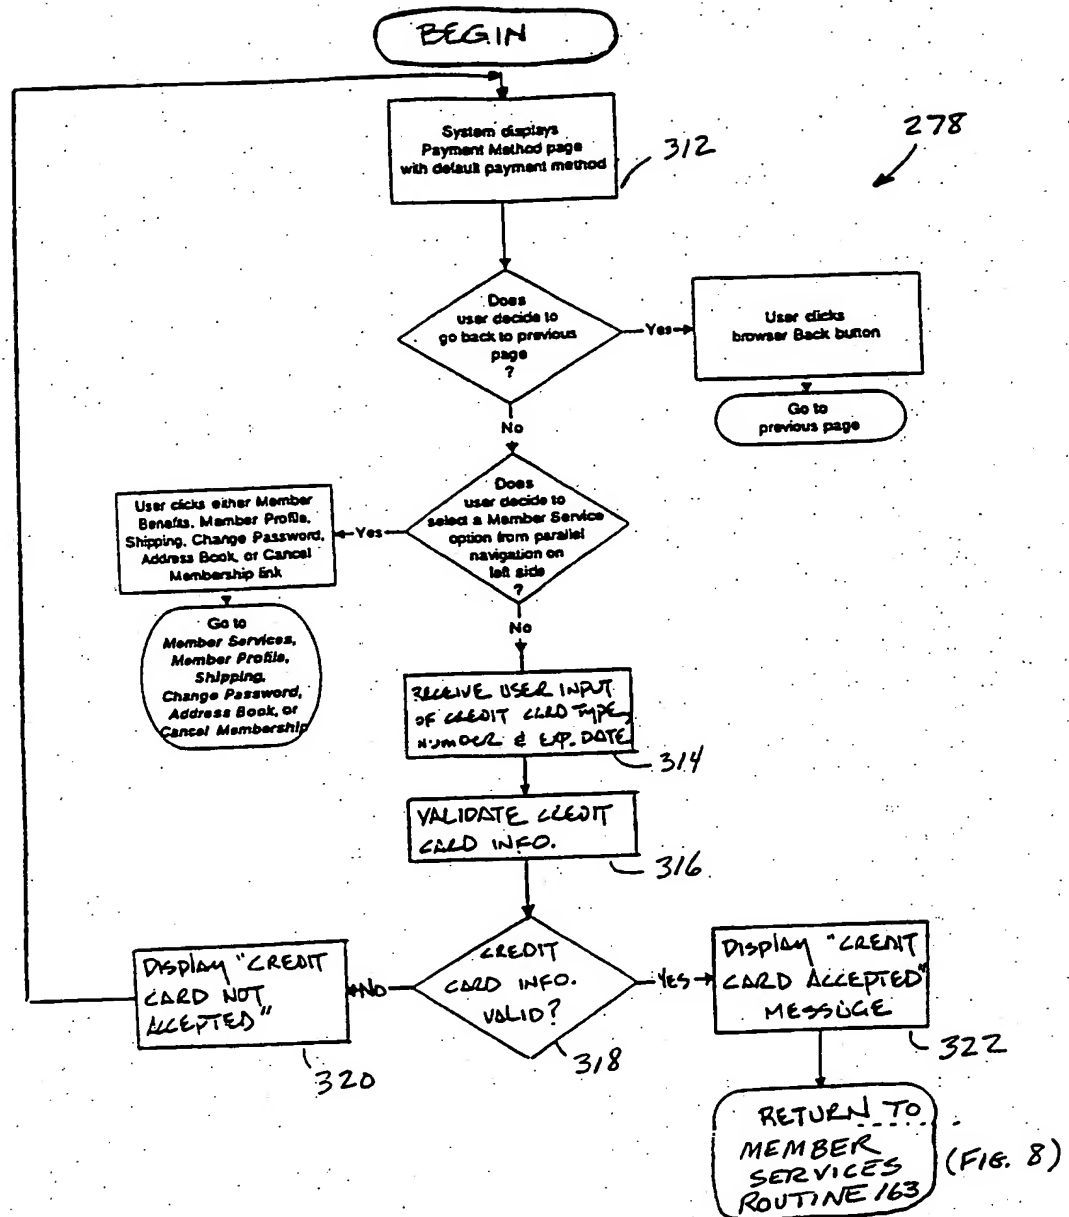 BEGIN
System displays
Payment Method page
with default payment method
312
278
Does
user decide to
go back to previous
page
?
Yes
User clicks
browser Back button
Go to
previous page
No
Does
user decide to
select a Member Service
option from parallel
navigation on
left side
?
Yes
User clicks either Member
Benefits, Member Profile,
Shipping, Change Password,
Address Book, or Cancel
Membership link
Go to
Member Services,
Member Profile,
Shipping,
Change Password,
Address Book, or
Cancel Membership
No
RECEIVE USER INPUT
OF CREDIT CARD TYPE,
NUMBER & EXP. DATE
314
VALIDATE CREDIT
CARD INFO.
316
CREDIT
CARD INFO.
VALID?
318
No
DISPLAY "CREDIT
CARD NOT
ACCEPTED"
320
YES
DISPLAY "CREDIT
CARD ACCEPTED"
MESSAGE
322
RETURN TO
MEMBER
SERVICES
ROUTINE 163
(FIG. 8)